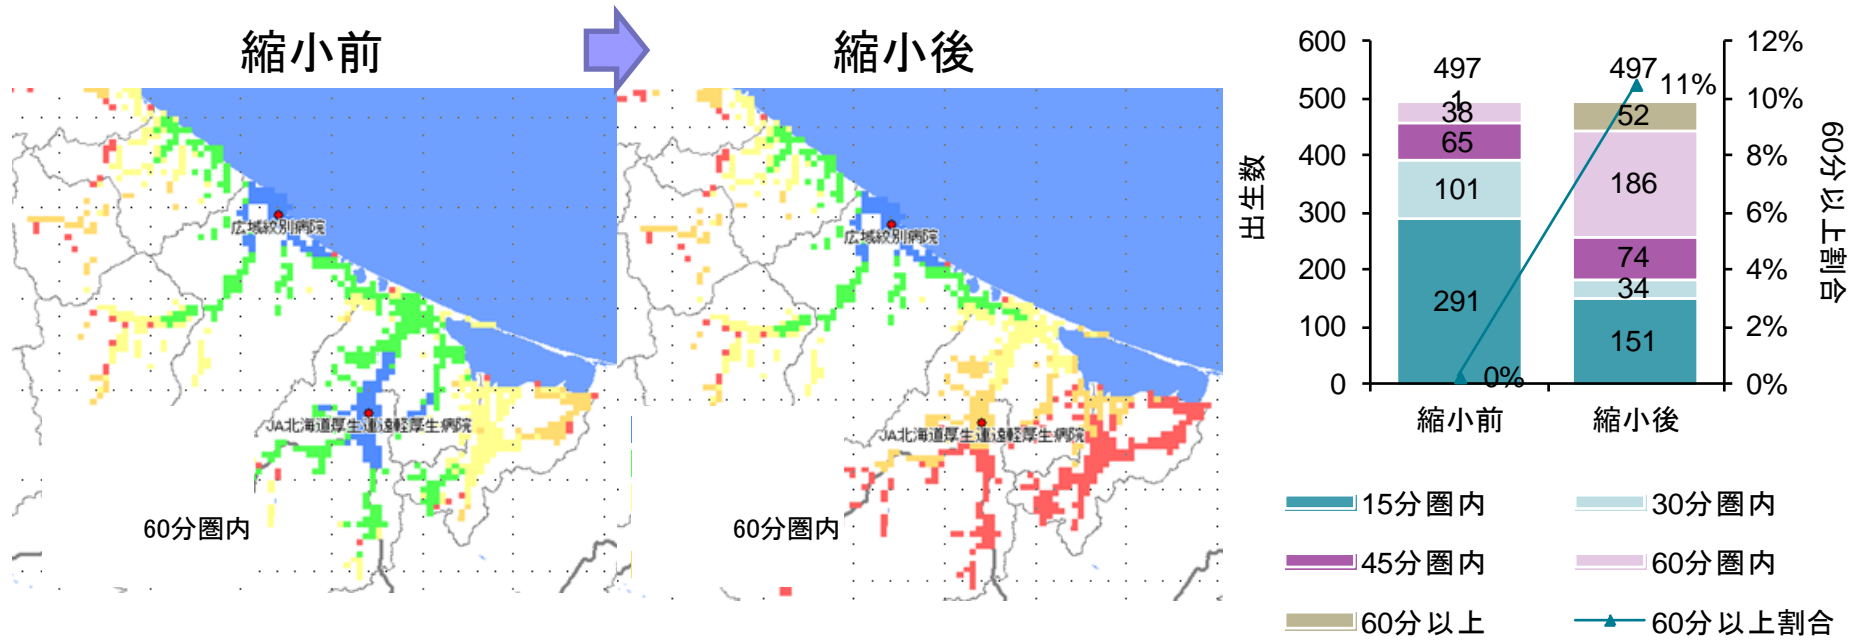 縮小前
縮小後
広域紋別病院
JA北海道厚生連遠軽厚生病院
60分圏内
広域紋別病院
JA北海道厚生連遠軽厚生病院
60分圏内
出生数
600
500
400
300
200
100
0
497
1
38
65
101
291
0%
497
11%
52
186
74
34
151
12%
10%
8%
6%
4%
2%
0%
60分以上割合
縮小前
縮小後
15分圏内
30分圏内
45分圏内
60分圏内
60分以上
60分以上割合